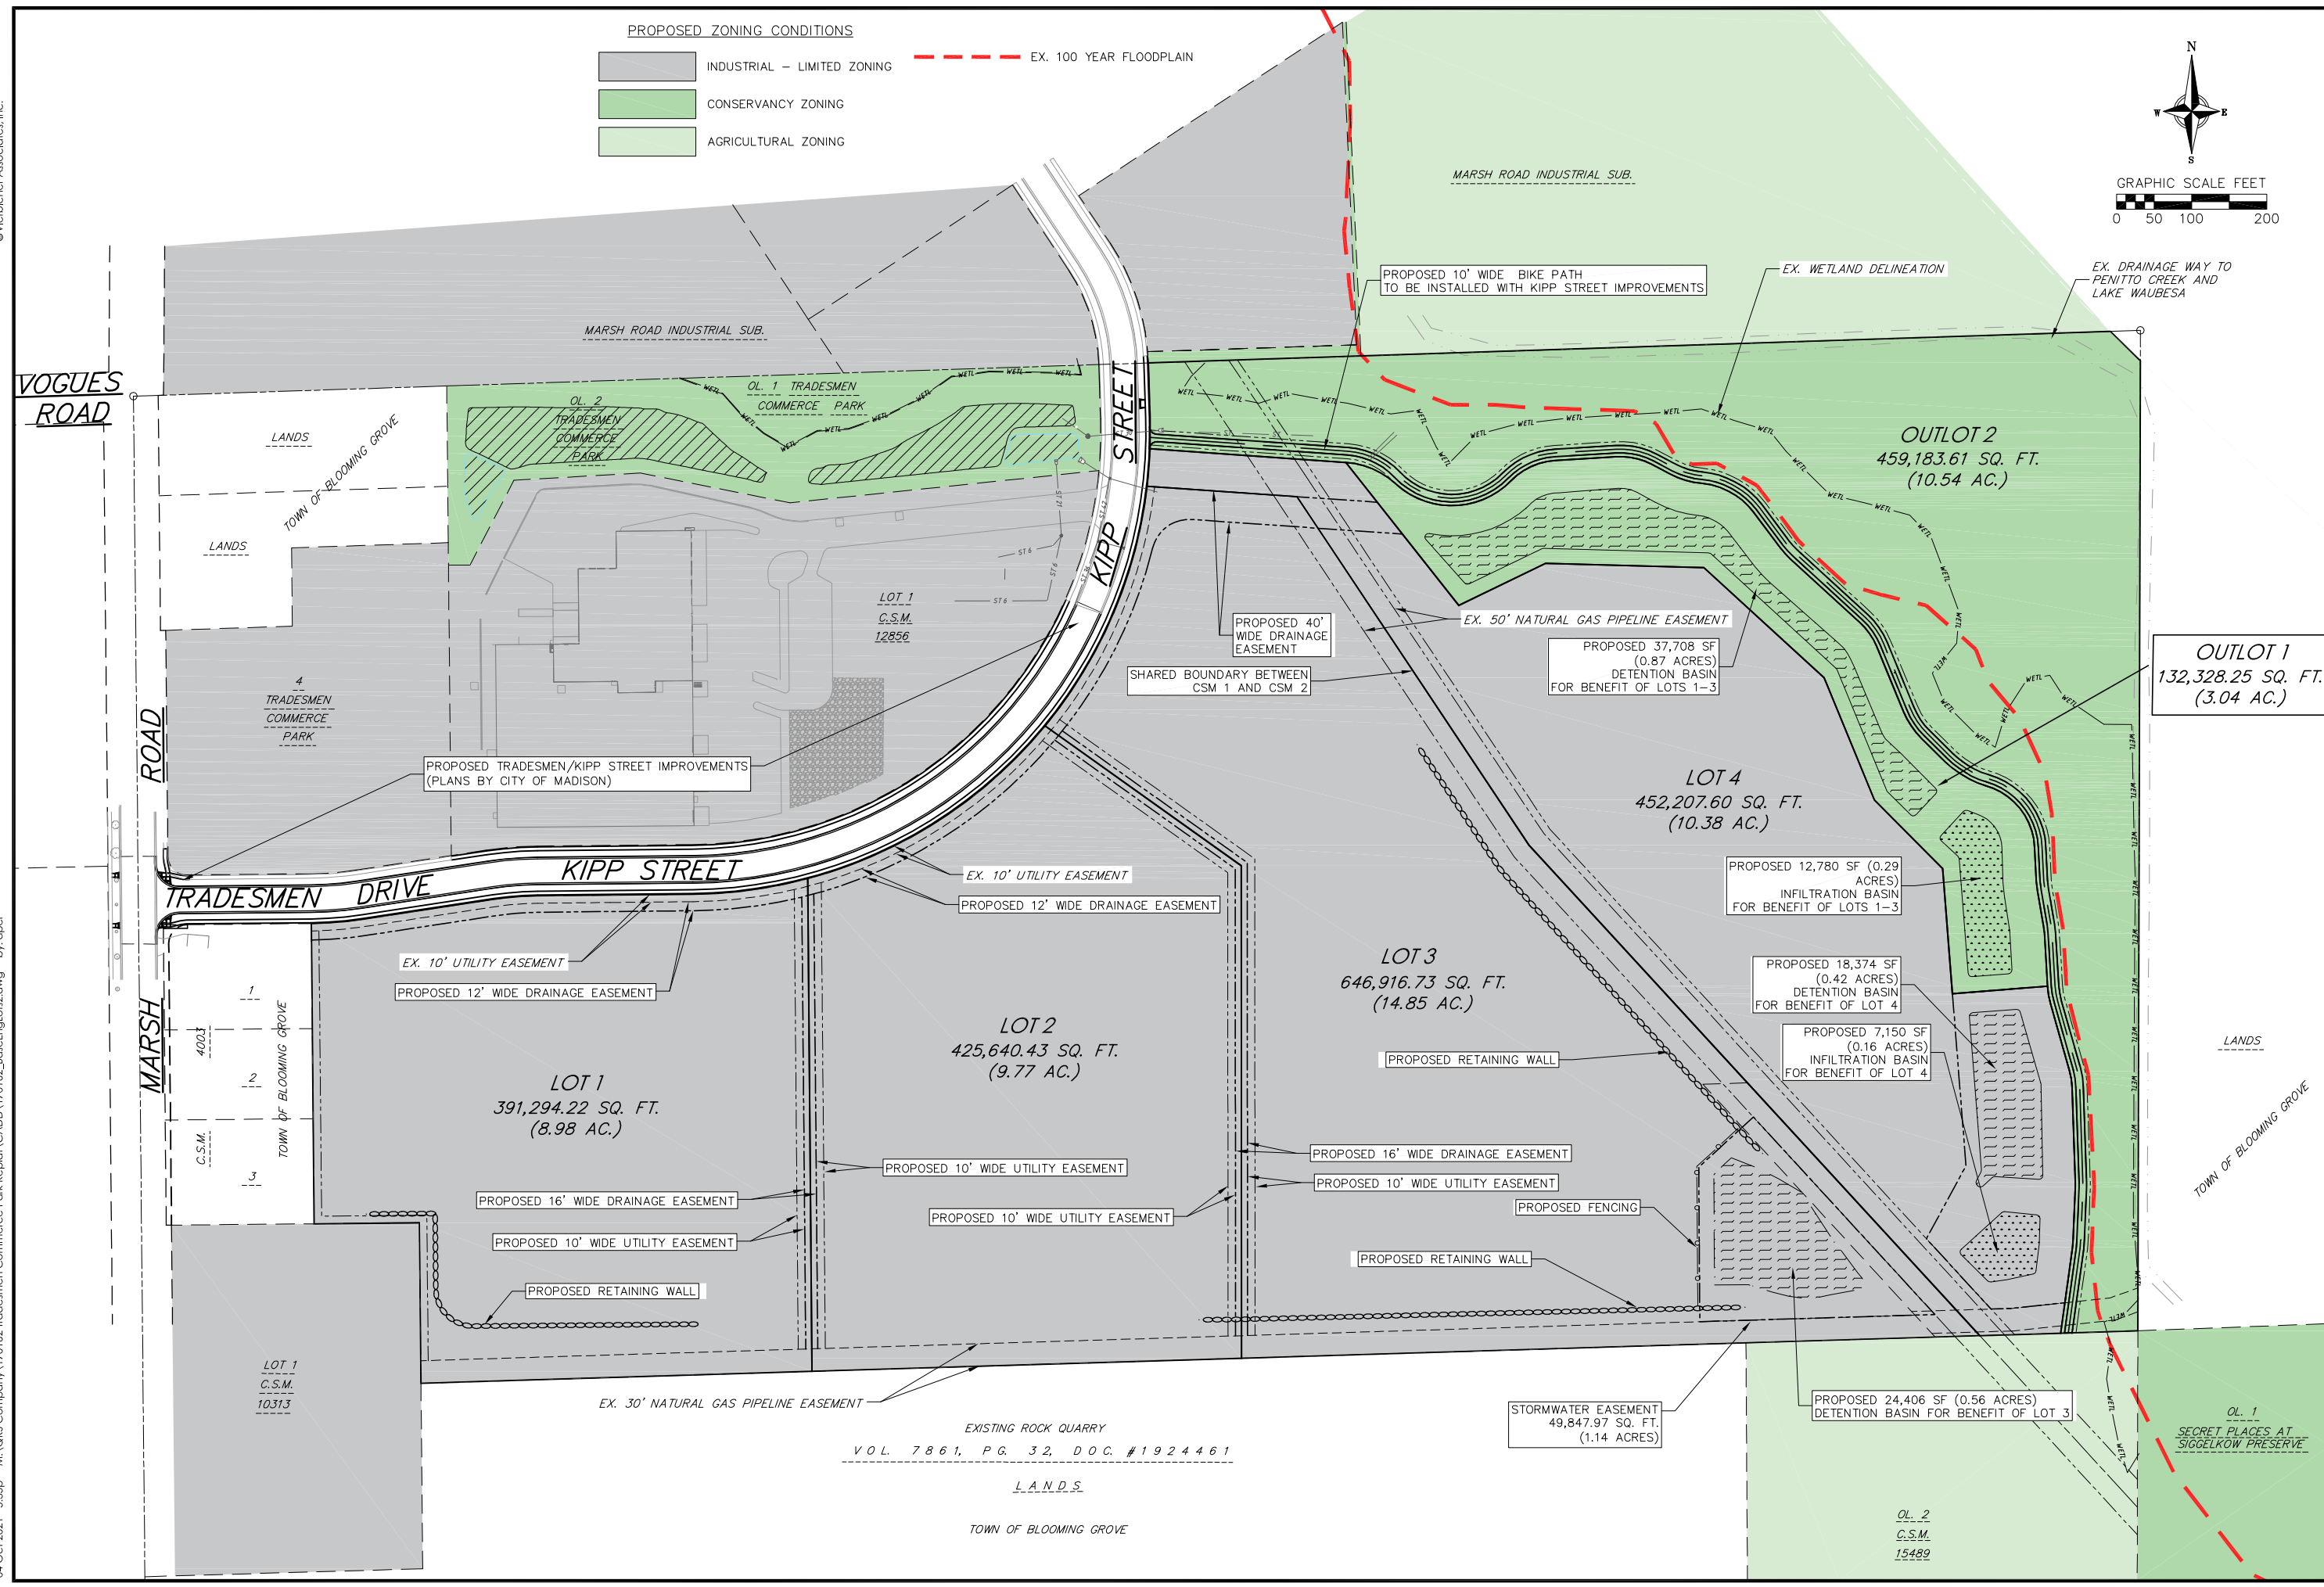 PROPOSED ZONING CONDITIONS
INDUSTRIAL – LIMITED ZONING
CONSERVANCY ZONING
AGRICULTURAL ZONING
EX. 100 YEAR FLOODPLAIN
N
W
E
S
GRAPHIC SCALE FEET
0 50 100 200
MARSH ROAD INDUSTRIAL SUB.
PROPOSED 10' WIDE BIKE PATH
TO BE INSTALLED WITH KIPP STREET IMPROVEMENTS
EX. WETLAND DELINEATION
EX. DRAINAGE WAY TO
PENITTO CREEK AND
LAKE WAUBESA
MARSH ROAD INDUSTRIAL SUB.
VOGUES
ROAD
LANDS
LANDS
TOWN OF BLOOMING GROVE
OL. 2
TRADESMEN
COMMERCE
PARK
OL. 1 TRADESMEN
COMMERCE PARK
KIPP STREET
OUTLOT 2
459,183.61 SQ. FT.
(10.54 AC.)
LOT 1
C.S.M.
12856
ST 6
ST 6
ST 6
ST 27
PROPOSED 40'
WIDE DRAINAGE
EASEMENT
EX. 50' NATURAL GAS PIPELINE EASEMENT
SHARED BOUNDARY BETWEEN
CSM 1 AND CSM 2
PROPOSED 37,708 SF
(0.87 ACRES)
DETENTION BASIN
FOR BENEFIT OF LOTS 1–3
OUTLOT 1
132,328.25 SQ. FT.
(3.04 AC.)
4
TRADESMEN
COMMERCE
PARK
PROPOSED TRADESMEN/KIPP STREET IMPROVEMENTS
(PLANS BY CITY OF MADISON)
LOT 4
452,207.60 SQ. FT.
(10.38 AC.)
MARSH ROAD
TRADESMEN DRIVE
KIPP STREET
EX. 10' UTILITY EASEMENT
PROPOSED 12' WIDE DRAINAGE EASEMENT
EX. 10' UTILITY EASEMENT
PROPOSED 12' WIDE DRAINAGE EASEMENT
PROPOSED 12,780 SF (0.29
ACRES)
INFILTRATION BASIN
FOR BENEFIT OF LOTS 1–3
PROPOSED 18,374 SF
(0.42 ACRES)
DETENTION BASIN
FOR BENEFIT OF LOT 4
PROPOSED 7,150 SF
(0.16 ACRES)
INFILTRATION BASIN
FOR BENEFIT OF LOT 4
LOT 3
646,916.73 SQ. FT.
(14.85 AC.)
LOT 2
425,640.43 SQ. FT.
(9.77 AC.)
LOT 1
391,294.22 SQ. FT.
(8.98 AC.)
1
2
3
C.S.M. 4003
TOWN OF BLOOMING GROVE
LANDS
TOWN OF BLOOMING GROVE
PROPOSED RETAINING WALL
PROPOSED 16' WIDE DRAINAGE EASEMENT
PROPOSED 10' WIDE UTILITY EASEMENT
PROPOSED 10' WIDE UTILITY EASEMENT
PROPOSED 16' WIDE DRAINAGE EASEMENT
PROPOSED 10' WIDE UTILITY EASEMENT
PROPOSED 10' WIDE UTILITY EASEMENT
PROPOSED FENCING
PROPOSED RETAINING WALL
PROPOSED RETAINING WALL
LOT 1
C.S.M.
10313
EX. 30' NATURAL GAS PIPELINE EASEMENT
EXISTING ROCK QUARRY
VOL. 7861, PG. 32, DOC. #1924461
LANDS
TOWN OF BLOOMING GROVE
STORMWATER EASEMENT
49,847.97 SQ. FT.
(1.14 ACRES)
PROPOSED 24,406 SF (0.56 ACRES)
DETENTION BASIN FOR BENEFIT OF LOT 3
OL. 1
SECRET PLACES AT
SIGGELKOW PRESERVE
OL. 2
C.S.M.
15489